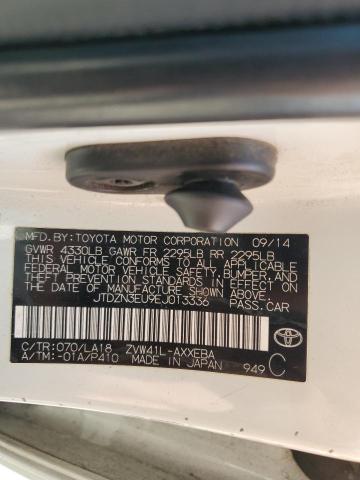 MFD.BY:TOYOTA MOTOR CORPORATION 09/14
GVWR 4330LB GAWR FR 2295LB RR 2295LB
THIS VEHICLE CONFORMS TO ALL APPLICABLE
FEDERAL MOTOR VEHICLE SAFETY, BUMPER, AND
THEFT PREVENTION STANDARDS IN EFFECT ON
THE DATE OF MANUFACTURE SHOWN ABOVE.
JTDZN3EU9EJ013336 PASS.CAR
C/TR:070/LA18 ZVW41L-AXXEBA
A/TM:-01A/P410 MADE IN JAPAN 949 C
TOYOTA